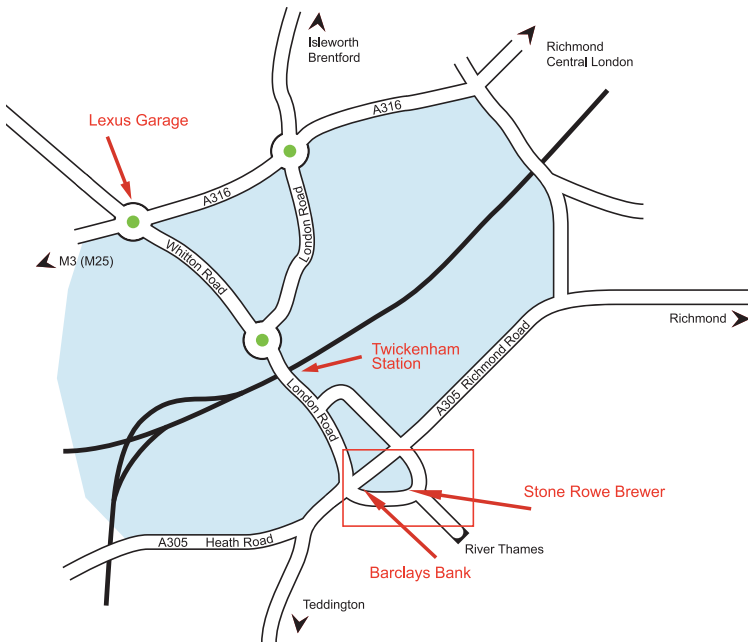 Isleworth
Brentford
Richmond
Central London
A316
Lexus Garage
A316
London Road
Whitton Road
M3 (M25)
Richmond
Twickenham
Station
A305 Richmond Road
London Road
Stone Rowe Brewer
A305 Heath Road
River Thames
Barclays Bank
Teddington